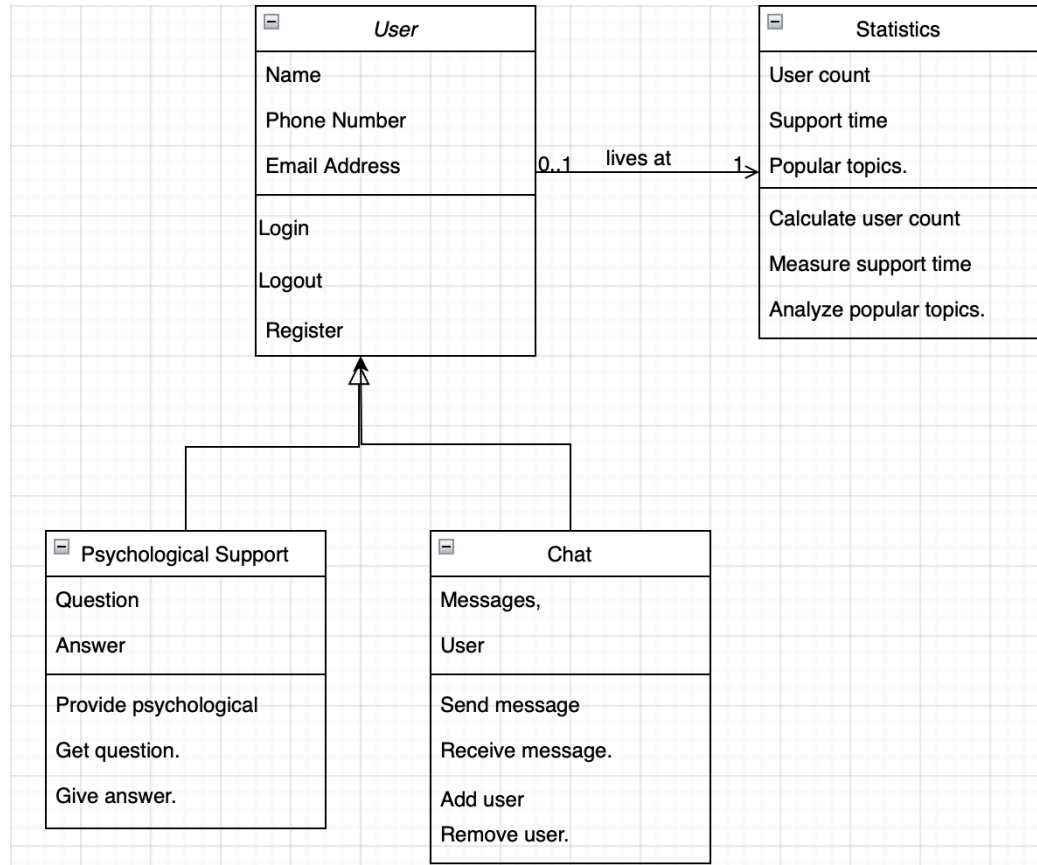 User
Name
Phone Number
Email Address
Login
Logout
Register
0..1
lives at
1
Statistics
User count
Support time
Popular topics.
Calculate user count
Measure support time
Analyze popular topics.
Psychological Support
Question
Answer
Provide psychological
Get question.
Give answer.
Chat
Messages,
User
Send message
Receive message.
Add user
Remove user.